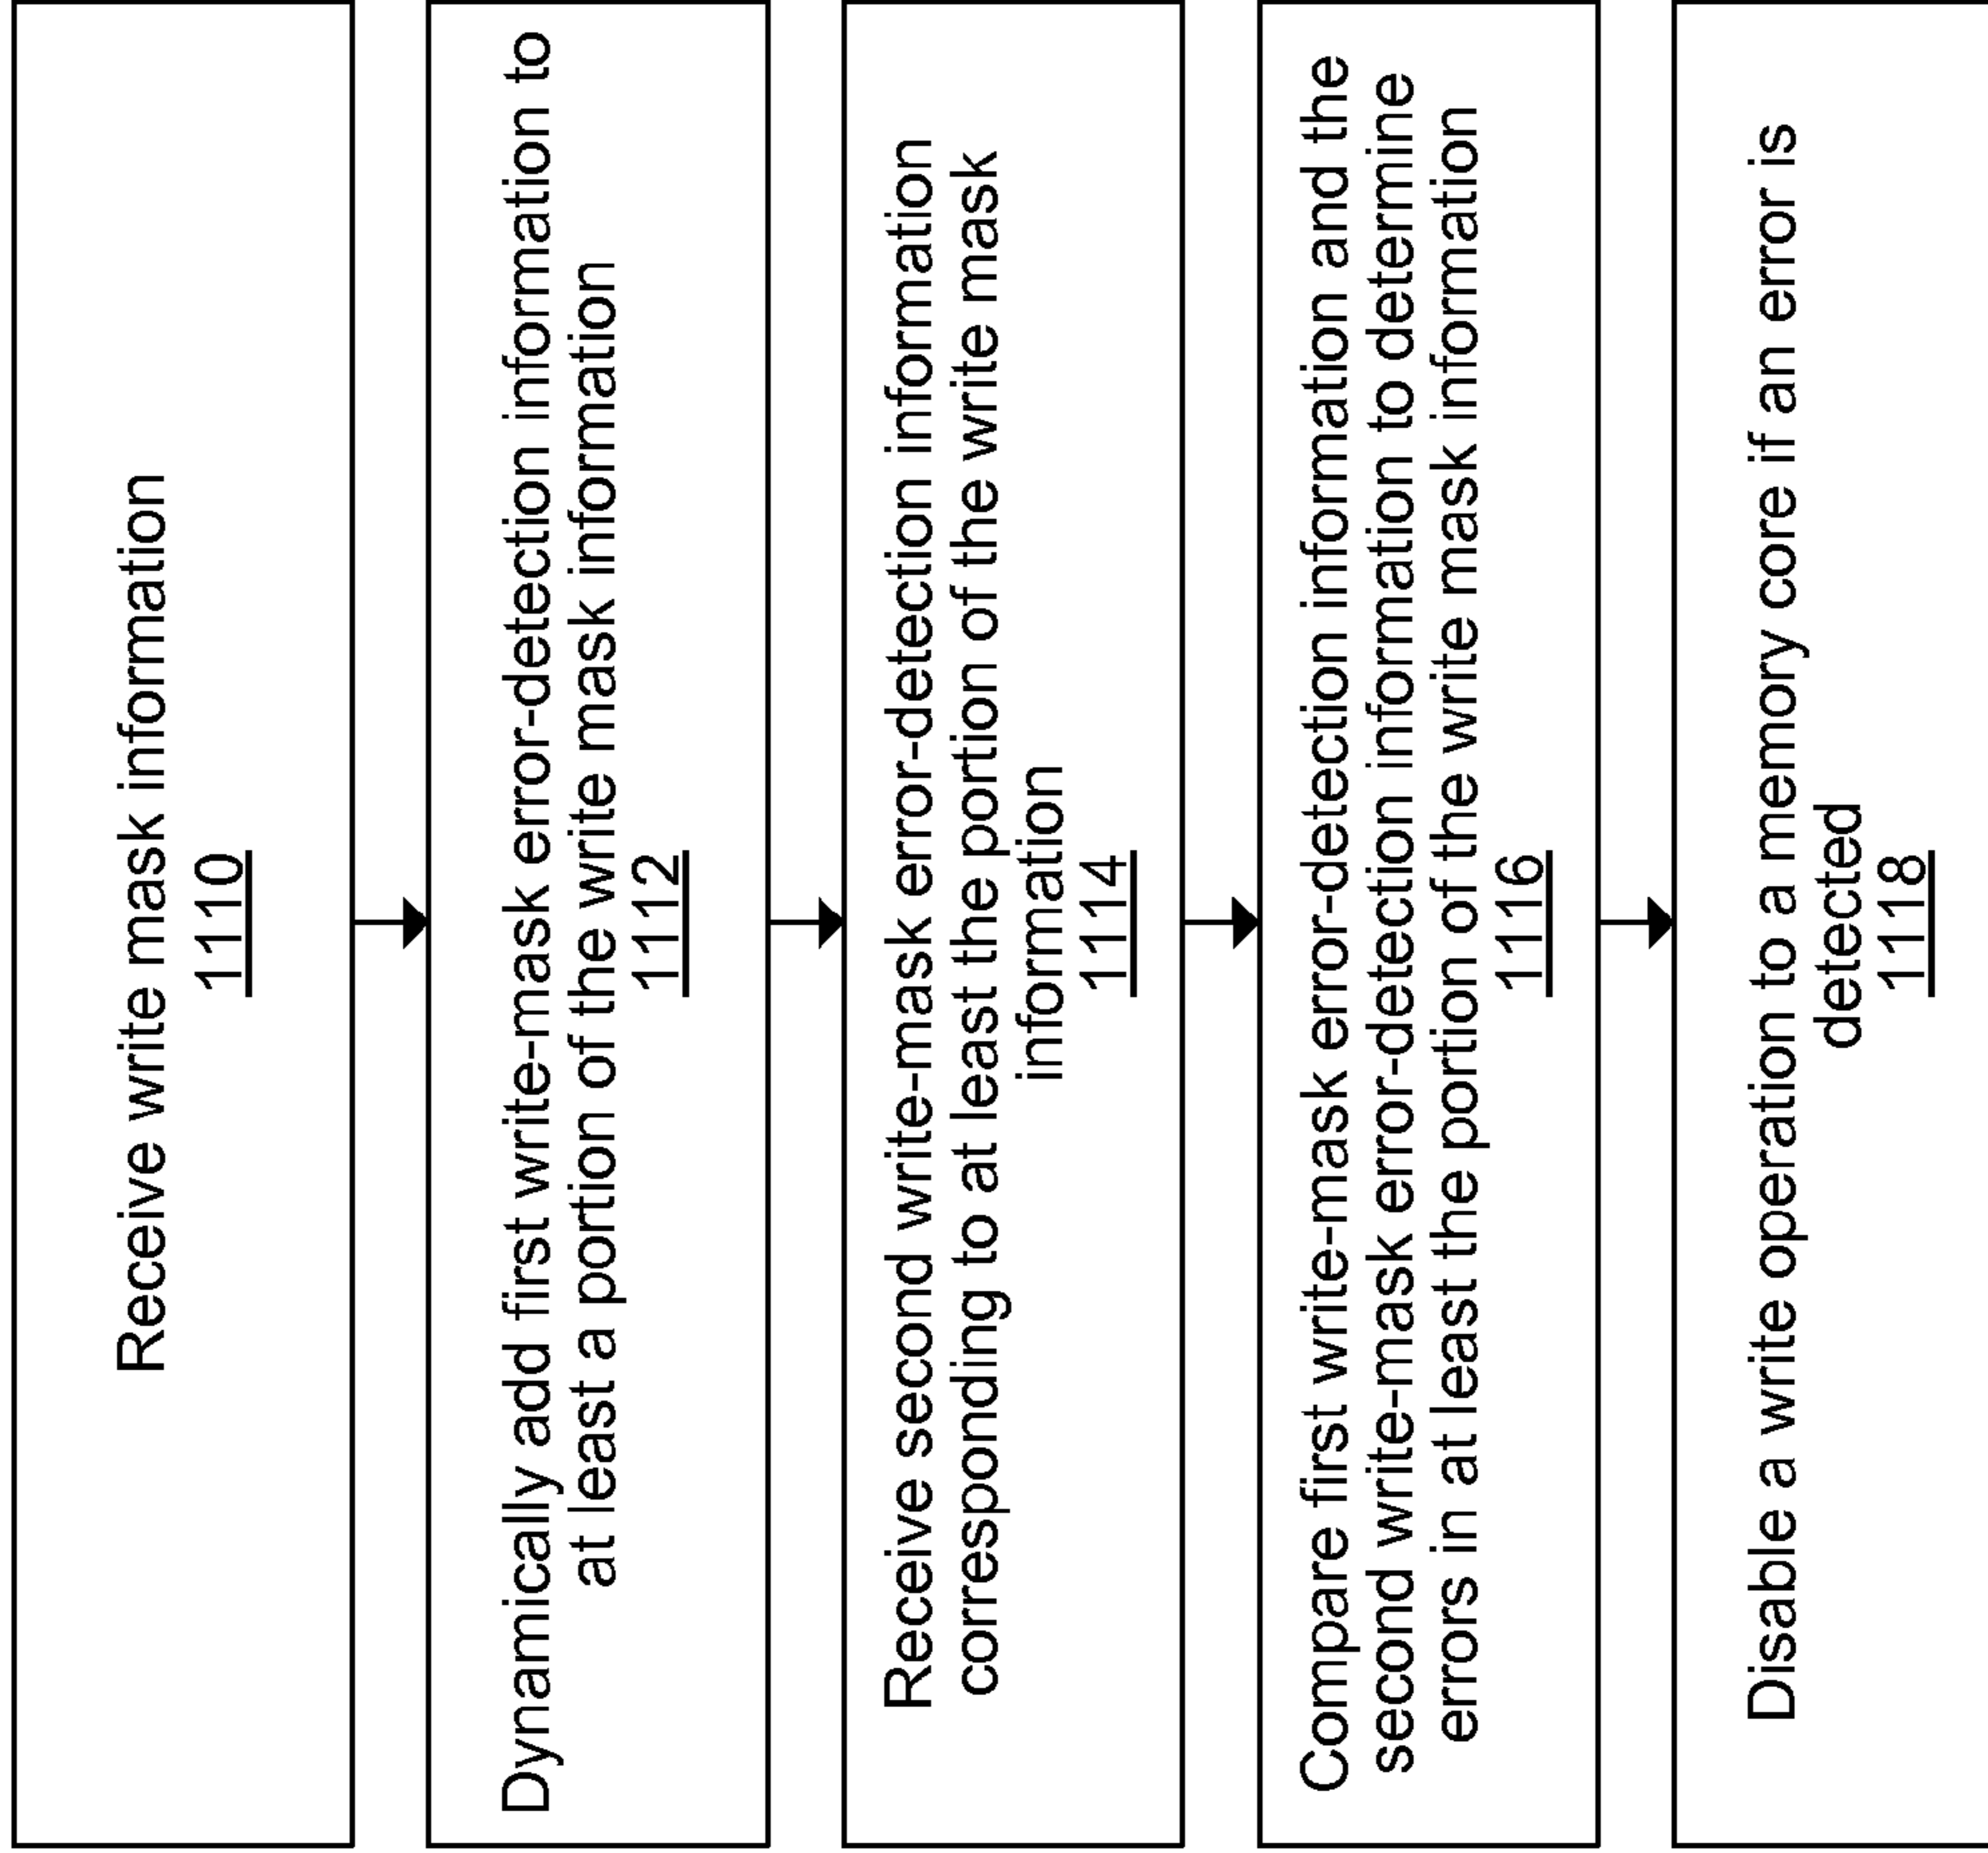 Receive write mask information
1110
Dynamically add first write-mask error-detection information to
at least a portion of the write mask information
1112
Receive second write-mask error-detection information
corresponding to at least the portion of the write mask
information
1114
Compare first write-mask error-detection information and the
second write-mask error-detection information to determine
errors in at least the portion of the write mask information
1116
Disable a write operation to a memory core if an error is
detected
1118